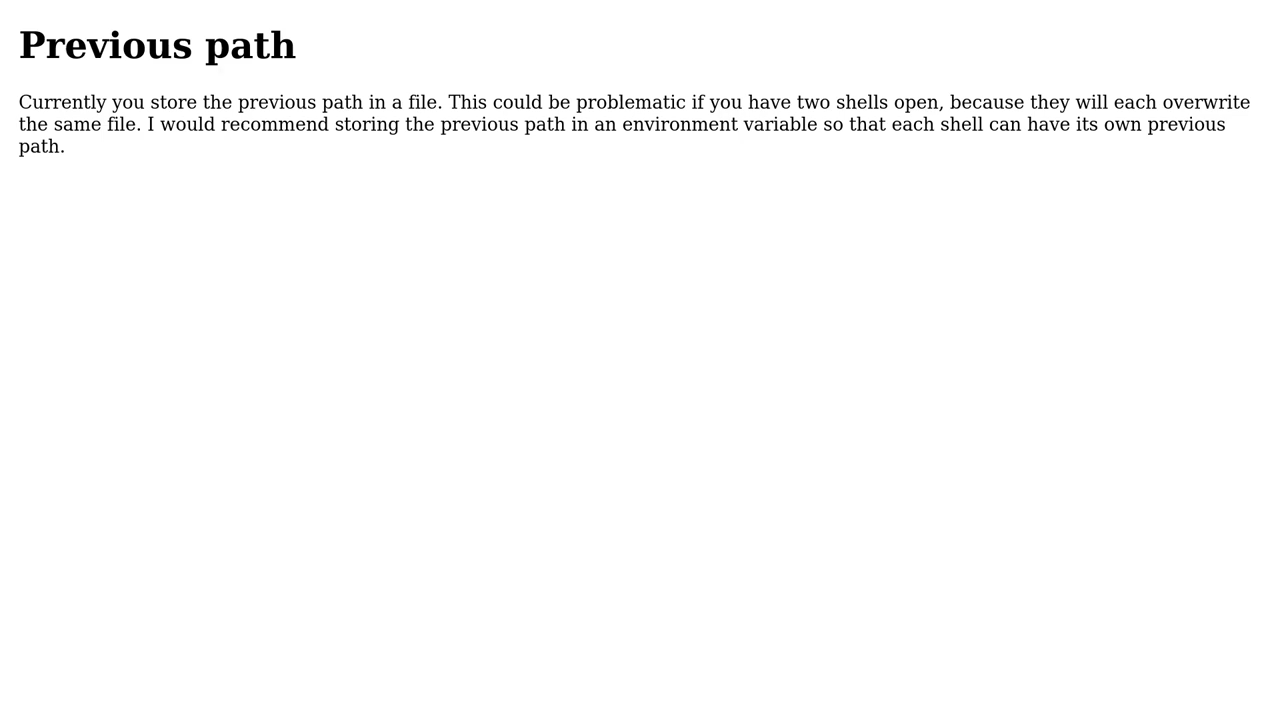 Previous path
Currently you store the previous path in a file. This could be problematic if you have two shells open, because they will each overwrite
the same file. I would recommend storing the previous path in an environment variable so that each shell can have its own previous
path.